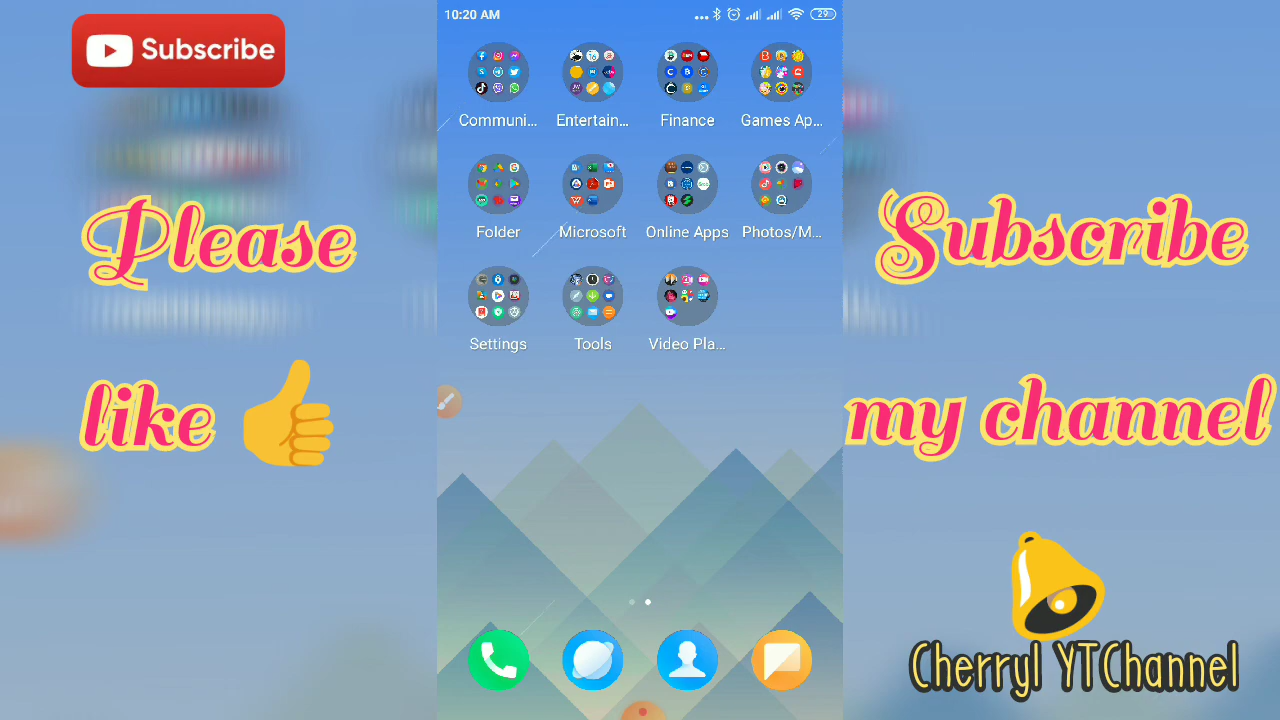 Subscribe
10:20 AM
29
Communi...
Entertain...
Finance
Games Ap...
Folder
Microsoft
Online Apps
Photos/M...
Settings
Tools
Video Pla...
Please
like
Subscribe
my channel
Cherryl YTChannel